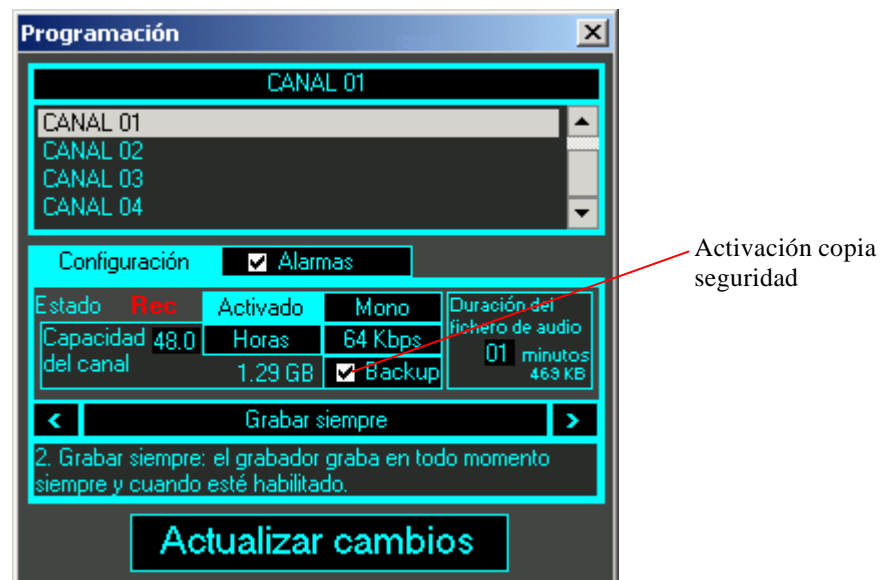 Programación
CANAL 01
CANAL 01
CANAL 02
CANAL 03
CANAL 04
Configuración Alarmas
Estado Rec Activado Mono Duración del
fichero de audio
Capacidad 48.0 Horas 64 Kbps
del canal 1.29 GB Backup
01 minutos
469 KB
< Grabar siempre >
2. Grabar siempre: el grabador graba en todo momento
siempre y cuando esté habilitado.
Actualizar cambios
Activación copia
seguridad